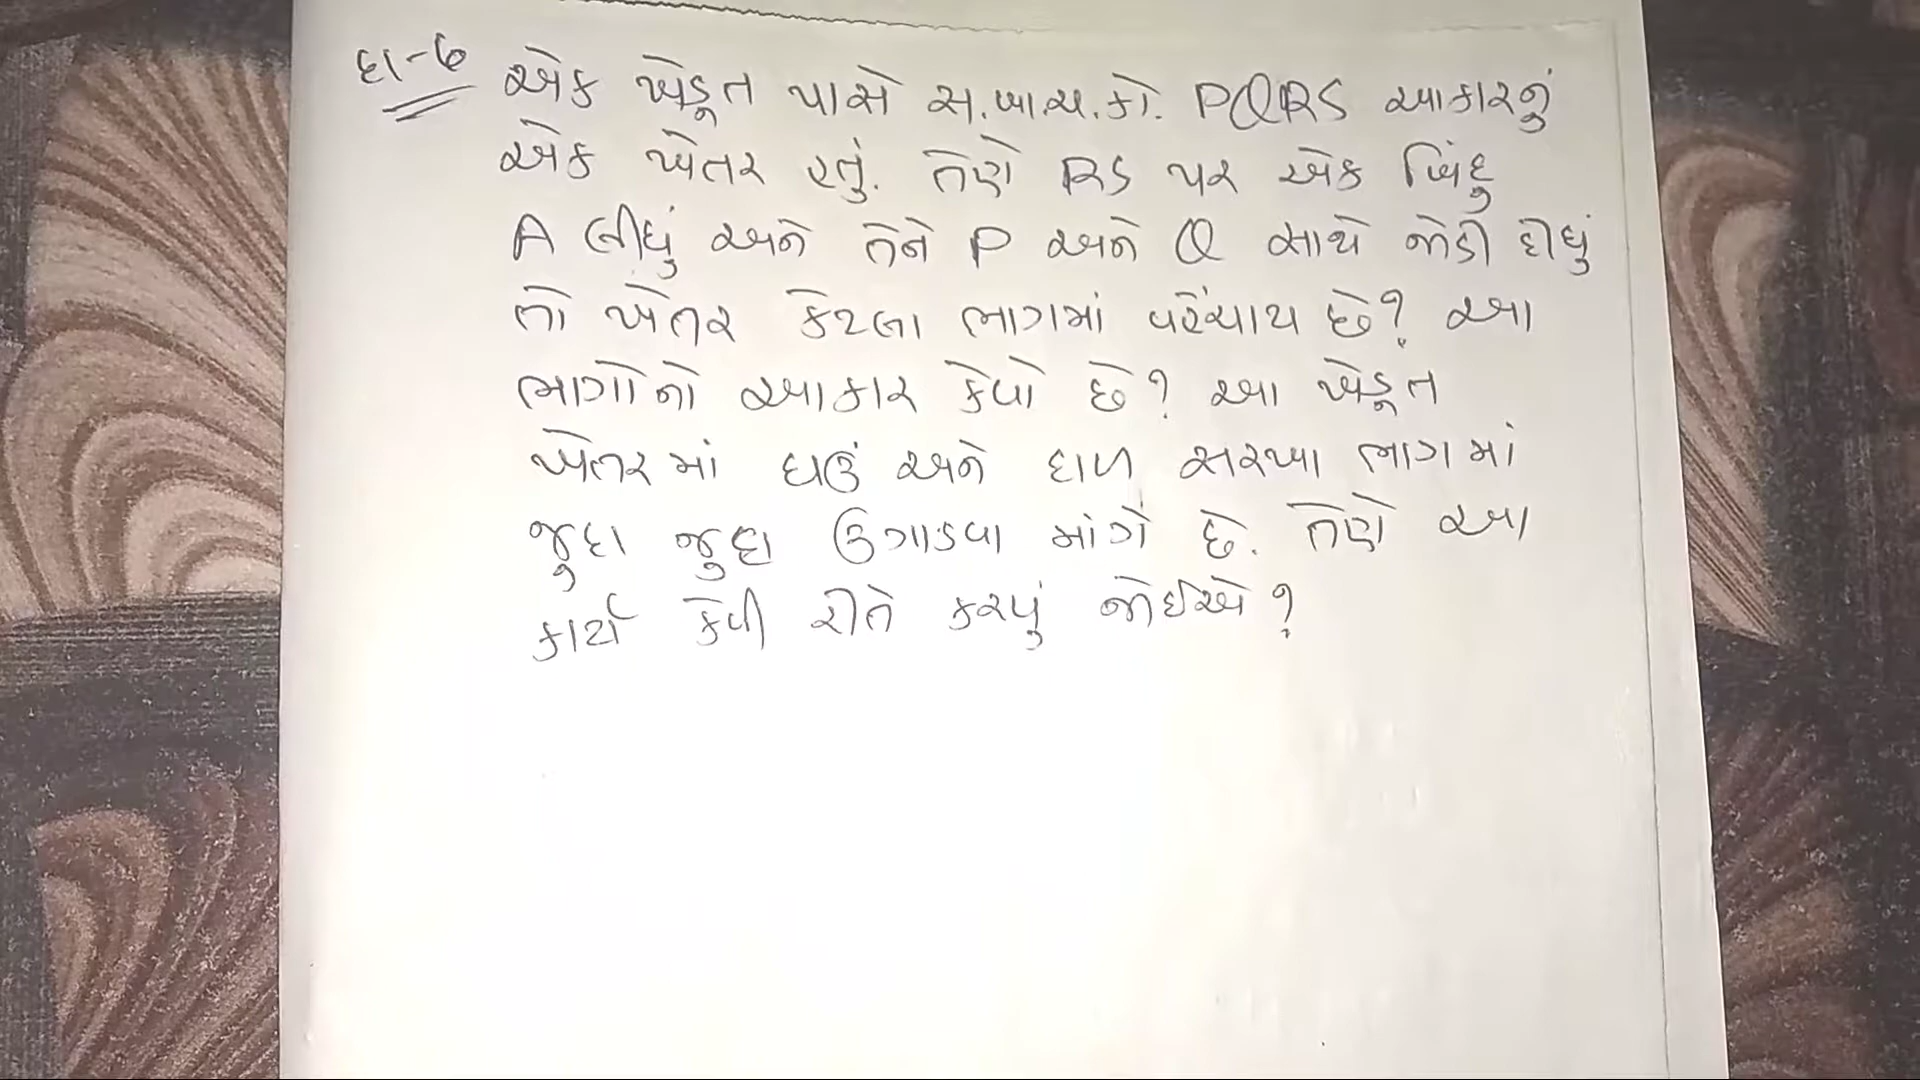 દા-૬ એક ખેડૂત પાસે સ.બા.ચ.કો. PQRS આકારનું
એક ખેતર હતું. તેણે RS પર એક બિંદુ
A લીધું અને તેને P અને Q સાથે જોડી દીધું
તો ખેતર કેટલા ભાગમાં વહેંચાય છે? આ
ભાગોનો આકાર કેવો છે? આ ખેડૂત
ખેતરમાં ઘઉં અને દાળ સરખા ભાગમાં
જુદા જુદા ઉગાડવા માંગે છે. તેણે આ
કાર્ય કેવી રીતે કરવું જોઈએ?